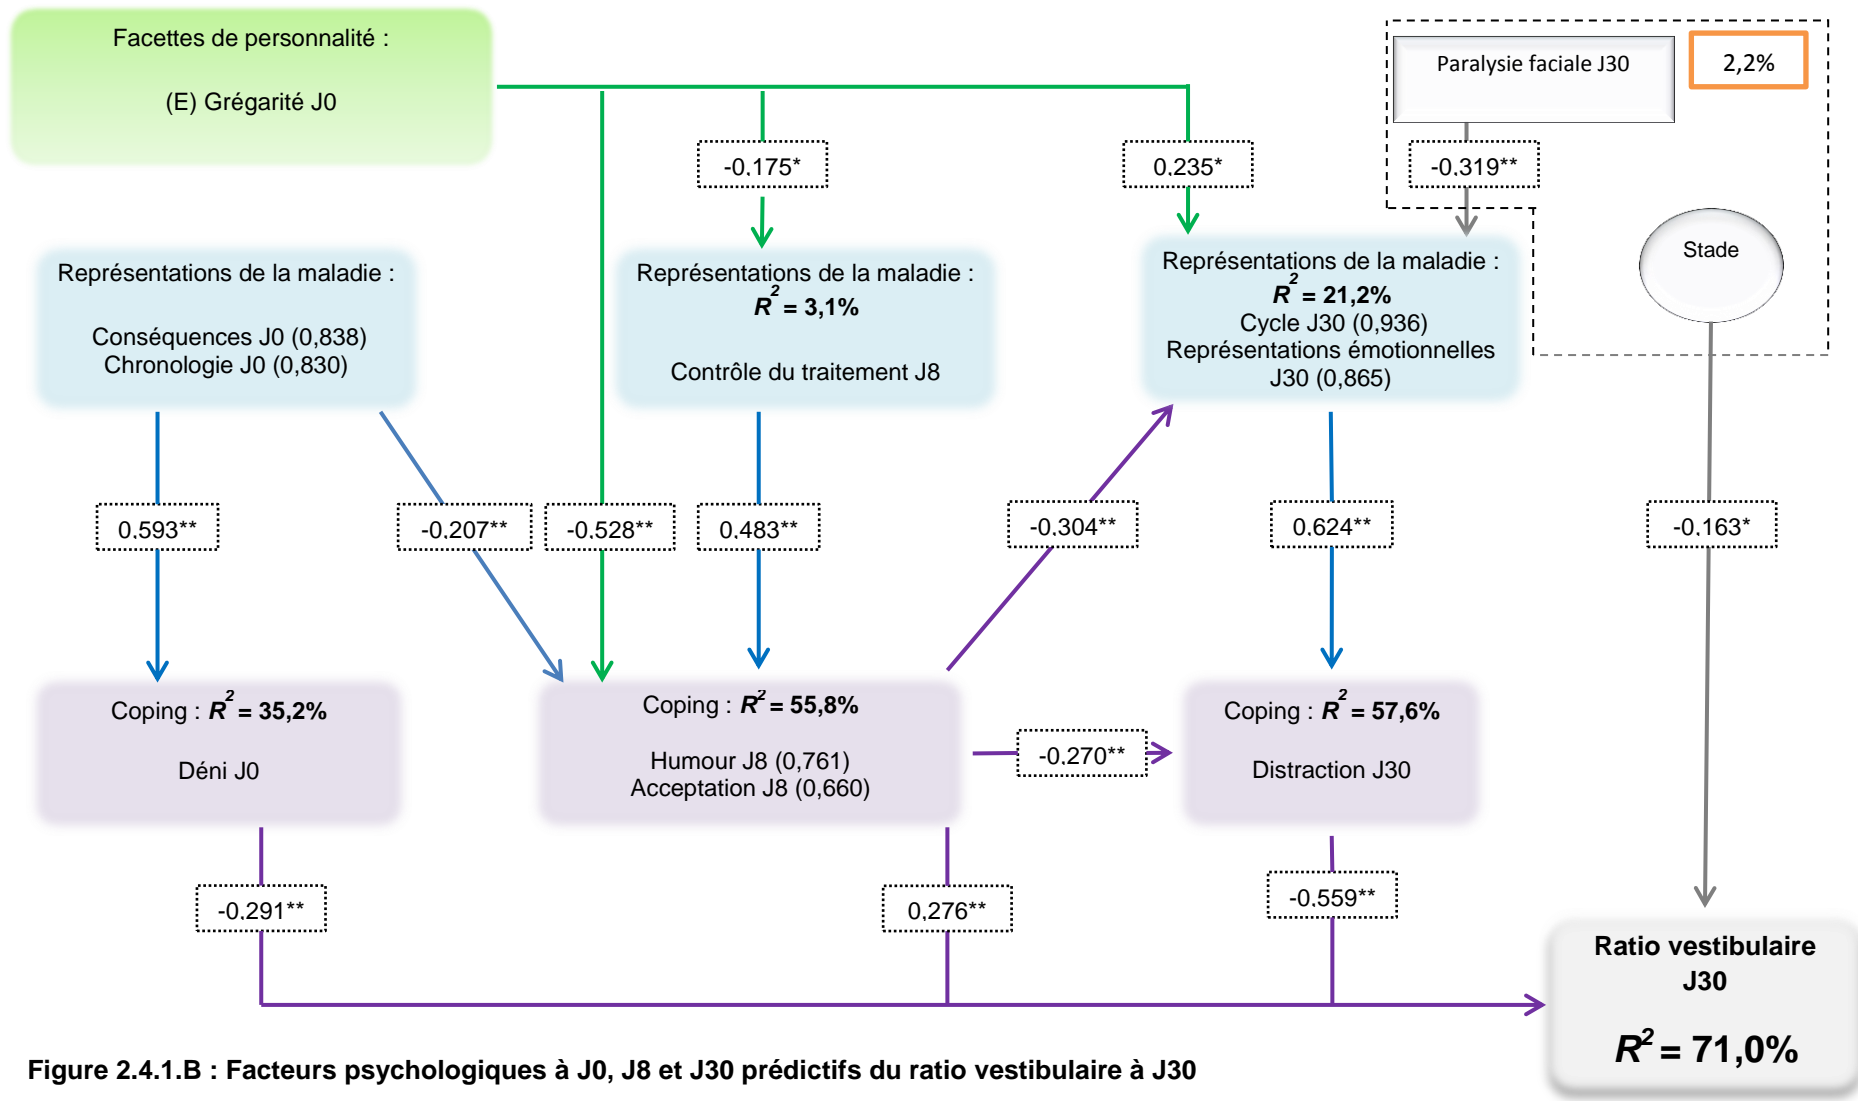 Facettes de personnalité :
(E) Grégarité J0
Paralysie faciale J30
2,2%
-0,175*
0,235*
-0,319**
Représentations de la maladie :
Conséquences J0 (0,838)
Chronologie J0 (0,830)
Représentations de la maladie :
R² = 3,1%
Contrôle du traitement J8
Représentations de la maladie :
R² = 21,2%
Cycle J30 (0,936)
Représentations émotionnelles
J30 (0,865)
Stade
0,593**
-0,207**
-0,528**
0,483**
-0,304**
0,624**
-0,163*
Coping : R² = 35,2%
Déni J0
Coping : R² = 55,8%
Humour J8 (0,761)
Acceptation J8 (0,660)
-0,270**
Coping : R² = 57,6%
Distraction J30
-0,291**
0,276**
-0,559**
Ratio vestibulaire
J30
R² = 71,0%
Figure 2.4.1.B : Facteurs psychologiques à J0, J8 et J30 prédictifs du ratio vestibulaire à J30